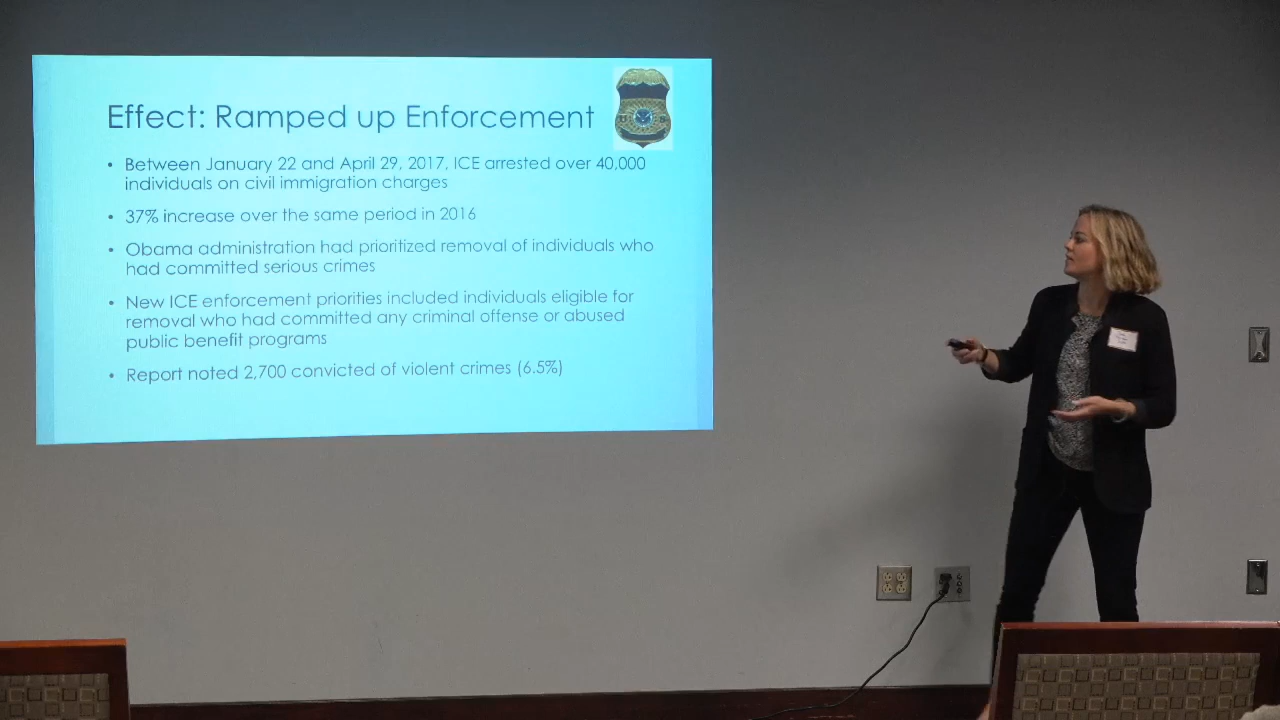 Effect: Ramped up Enforcement
• Between January 22 and April 29, 2017, ICE arrested over 40,000
individuals on civil immigration charges
• 37% increase over the same period in 2016
• Obama administration had prioritized removal of individuals who
had committed serious crimes
• New ICE enforcement priorities included individuals eligible for
removal who had committed any criminal offense or abused
public benefit programs
• Report noted 2,700 convicted of violent crimes (6.5%)
U S